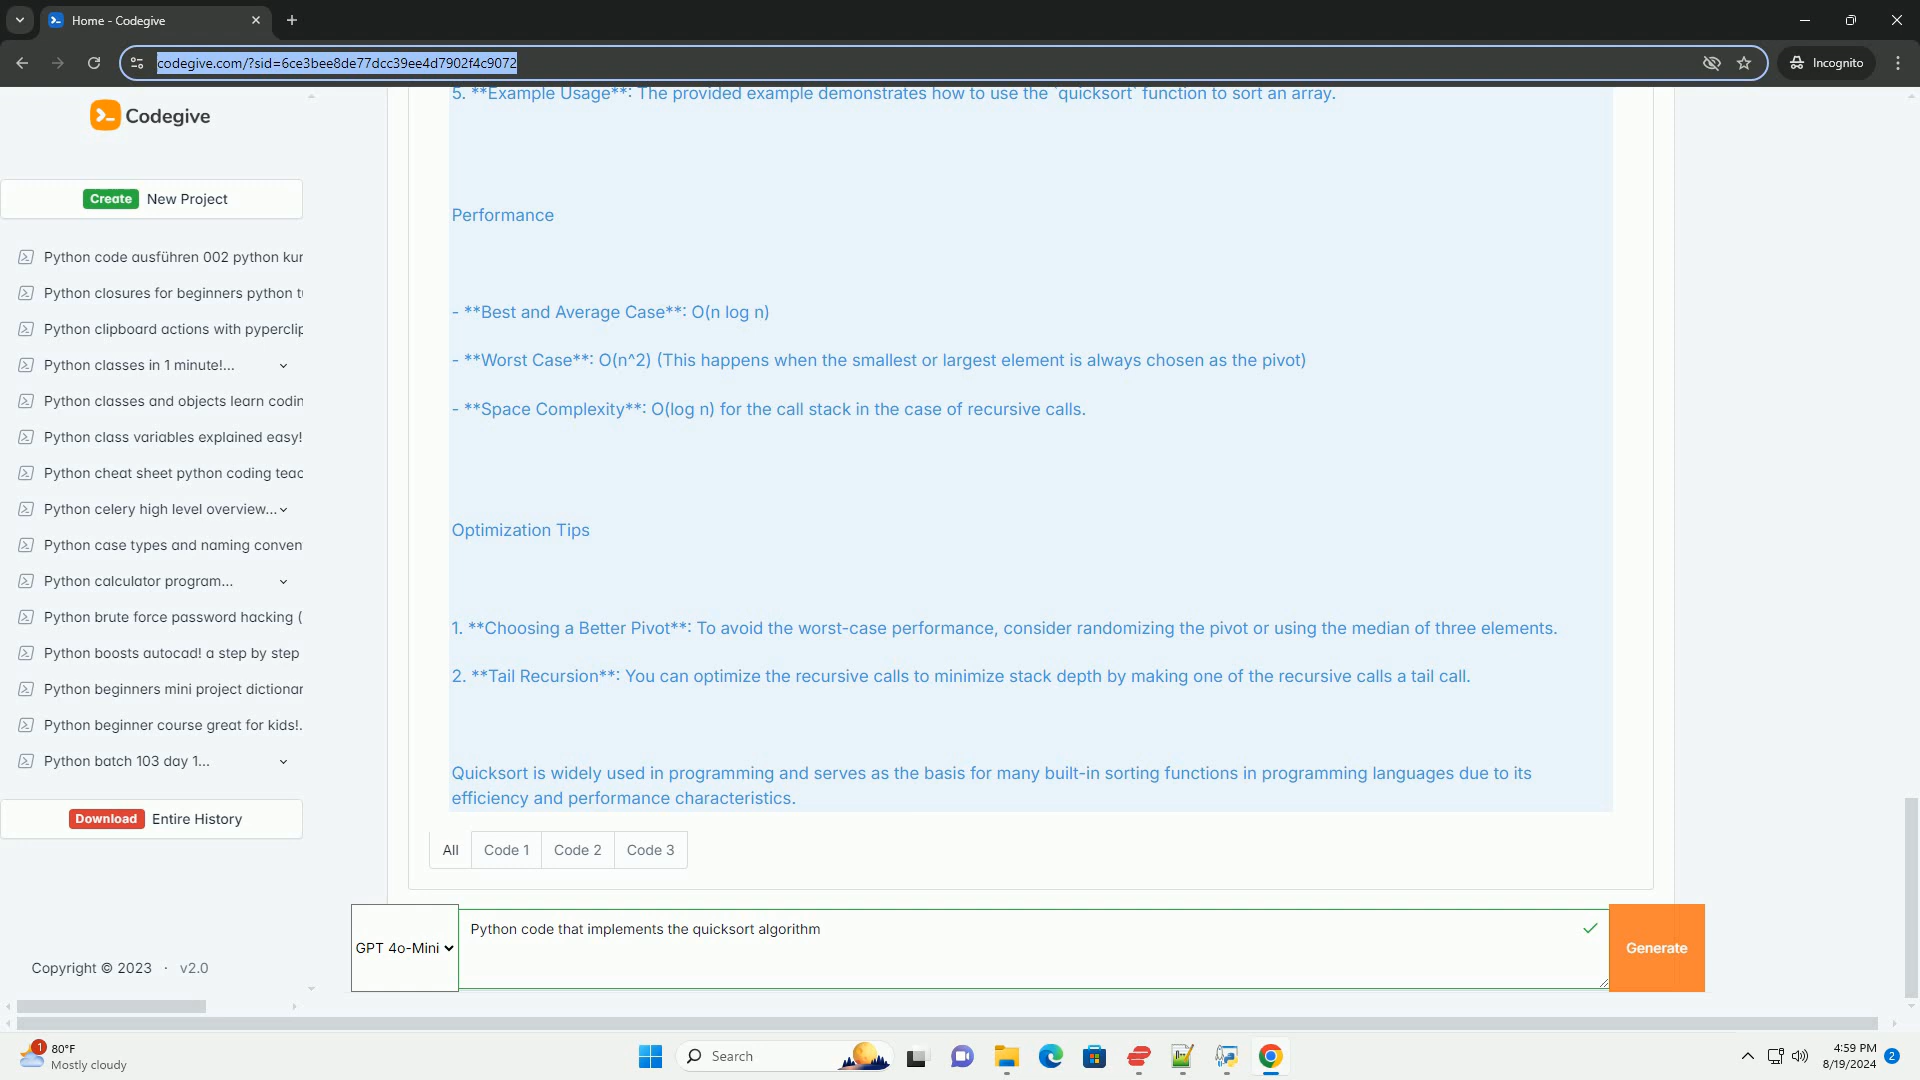 Home - Codegive
codegive.com/?sid=6ce3bee8de77dcc39ee4d7902f4c9072
Incognito
Codegive
Create New Project
Python code ausführen 002 python kur
Python closures for beginners python tu
Python clipboard actions with pyperclip
Python classes in 1 minute!...
Python classes and objects learn codin
Python class variables explained easy!
Python cheat sheet python coding teac
Python celery high level overview...
Python case types and naming conven
Python calculator program...
Python brute force password hacking (
Python boosts autocad! a step by step
Python beginners mini project dictionar
Python beginner course great for kids!.
Python batch 103 day 1...
Download Entire History
Copyright © 2023 · v2.0
5. **Example Usage**: The provided example demonstrates how to use the `quicksort` function to sort an array.
Performance
- **Best and Average Case**: O(n log n)
- **Worst Case**: O(n^2) (This happens when the smallest or largest element is always chosen as the pivot)
- **Space Complexity**: O(log n) for the call stack in the case of recursive calls.
Optimization Tips
1. **Choosing a Better Pivot**: To avoid the worst-case performance, consider randomizing the pivot or using the median of three elements.
2. **Tail Recursion**: You can optimize the recursive calls to minimize stack depth by making one of the recursive calls a tail call.
Quicksort is widely used in programming and serves as the basis for many built-in sorting functions in programming languages due to its
efficiency and performance characteristics.
All Code 1 Code 2 Code 3
GPT 4o-Mini
Python code that implements the quicksort algorithm
Generate
1
80°F
Mostly cloudy
Search
4:59 PM
8/19/2024
2